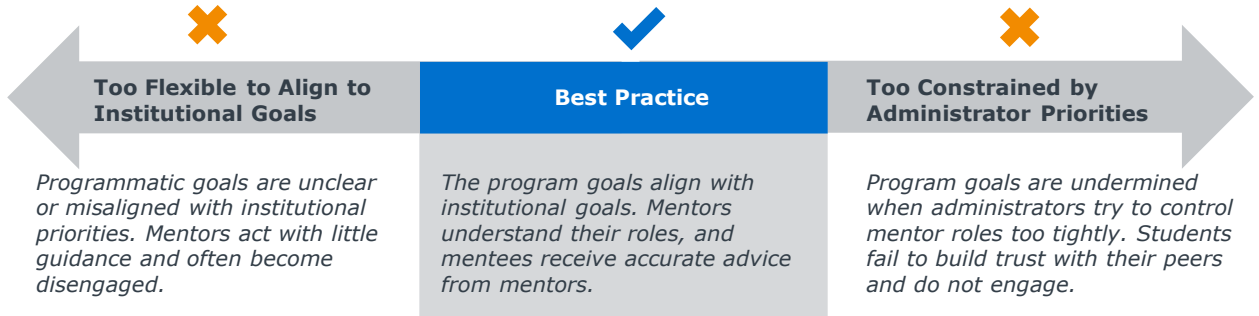 Too Flexible to Align to
Institutional Goals
Best Practice
Too Constrained by
Administrator Priorities
Programmatic goals are unclear
or misaligned with institutional
priorities. Mentors act with little
guidance and often become
disengaged.
The program goals align with
institutional goals. Mentors
understand their roles, and
mentees receive accurate advice
from mentors.
Program goals are undermined
when administrators try to control
mentor roles too tightly. Students
fail to build trust with their peers
and do not engage.